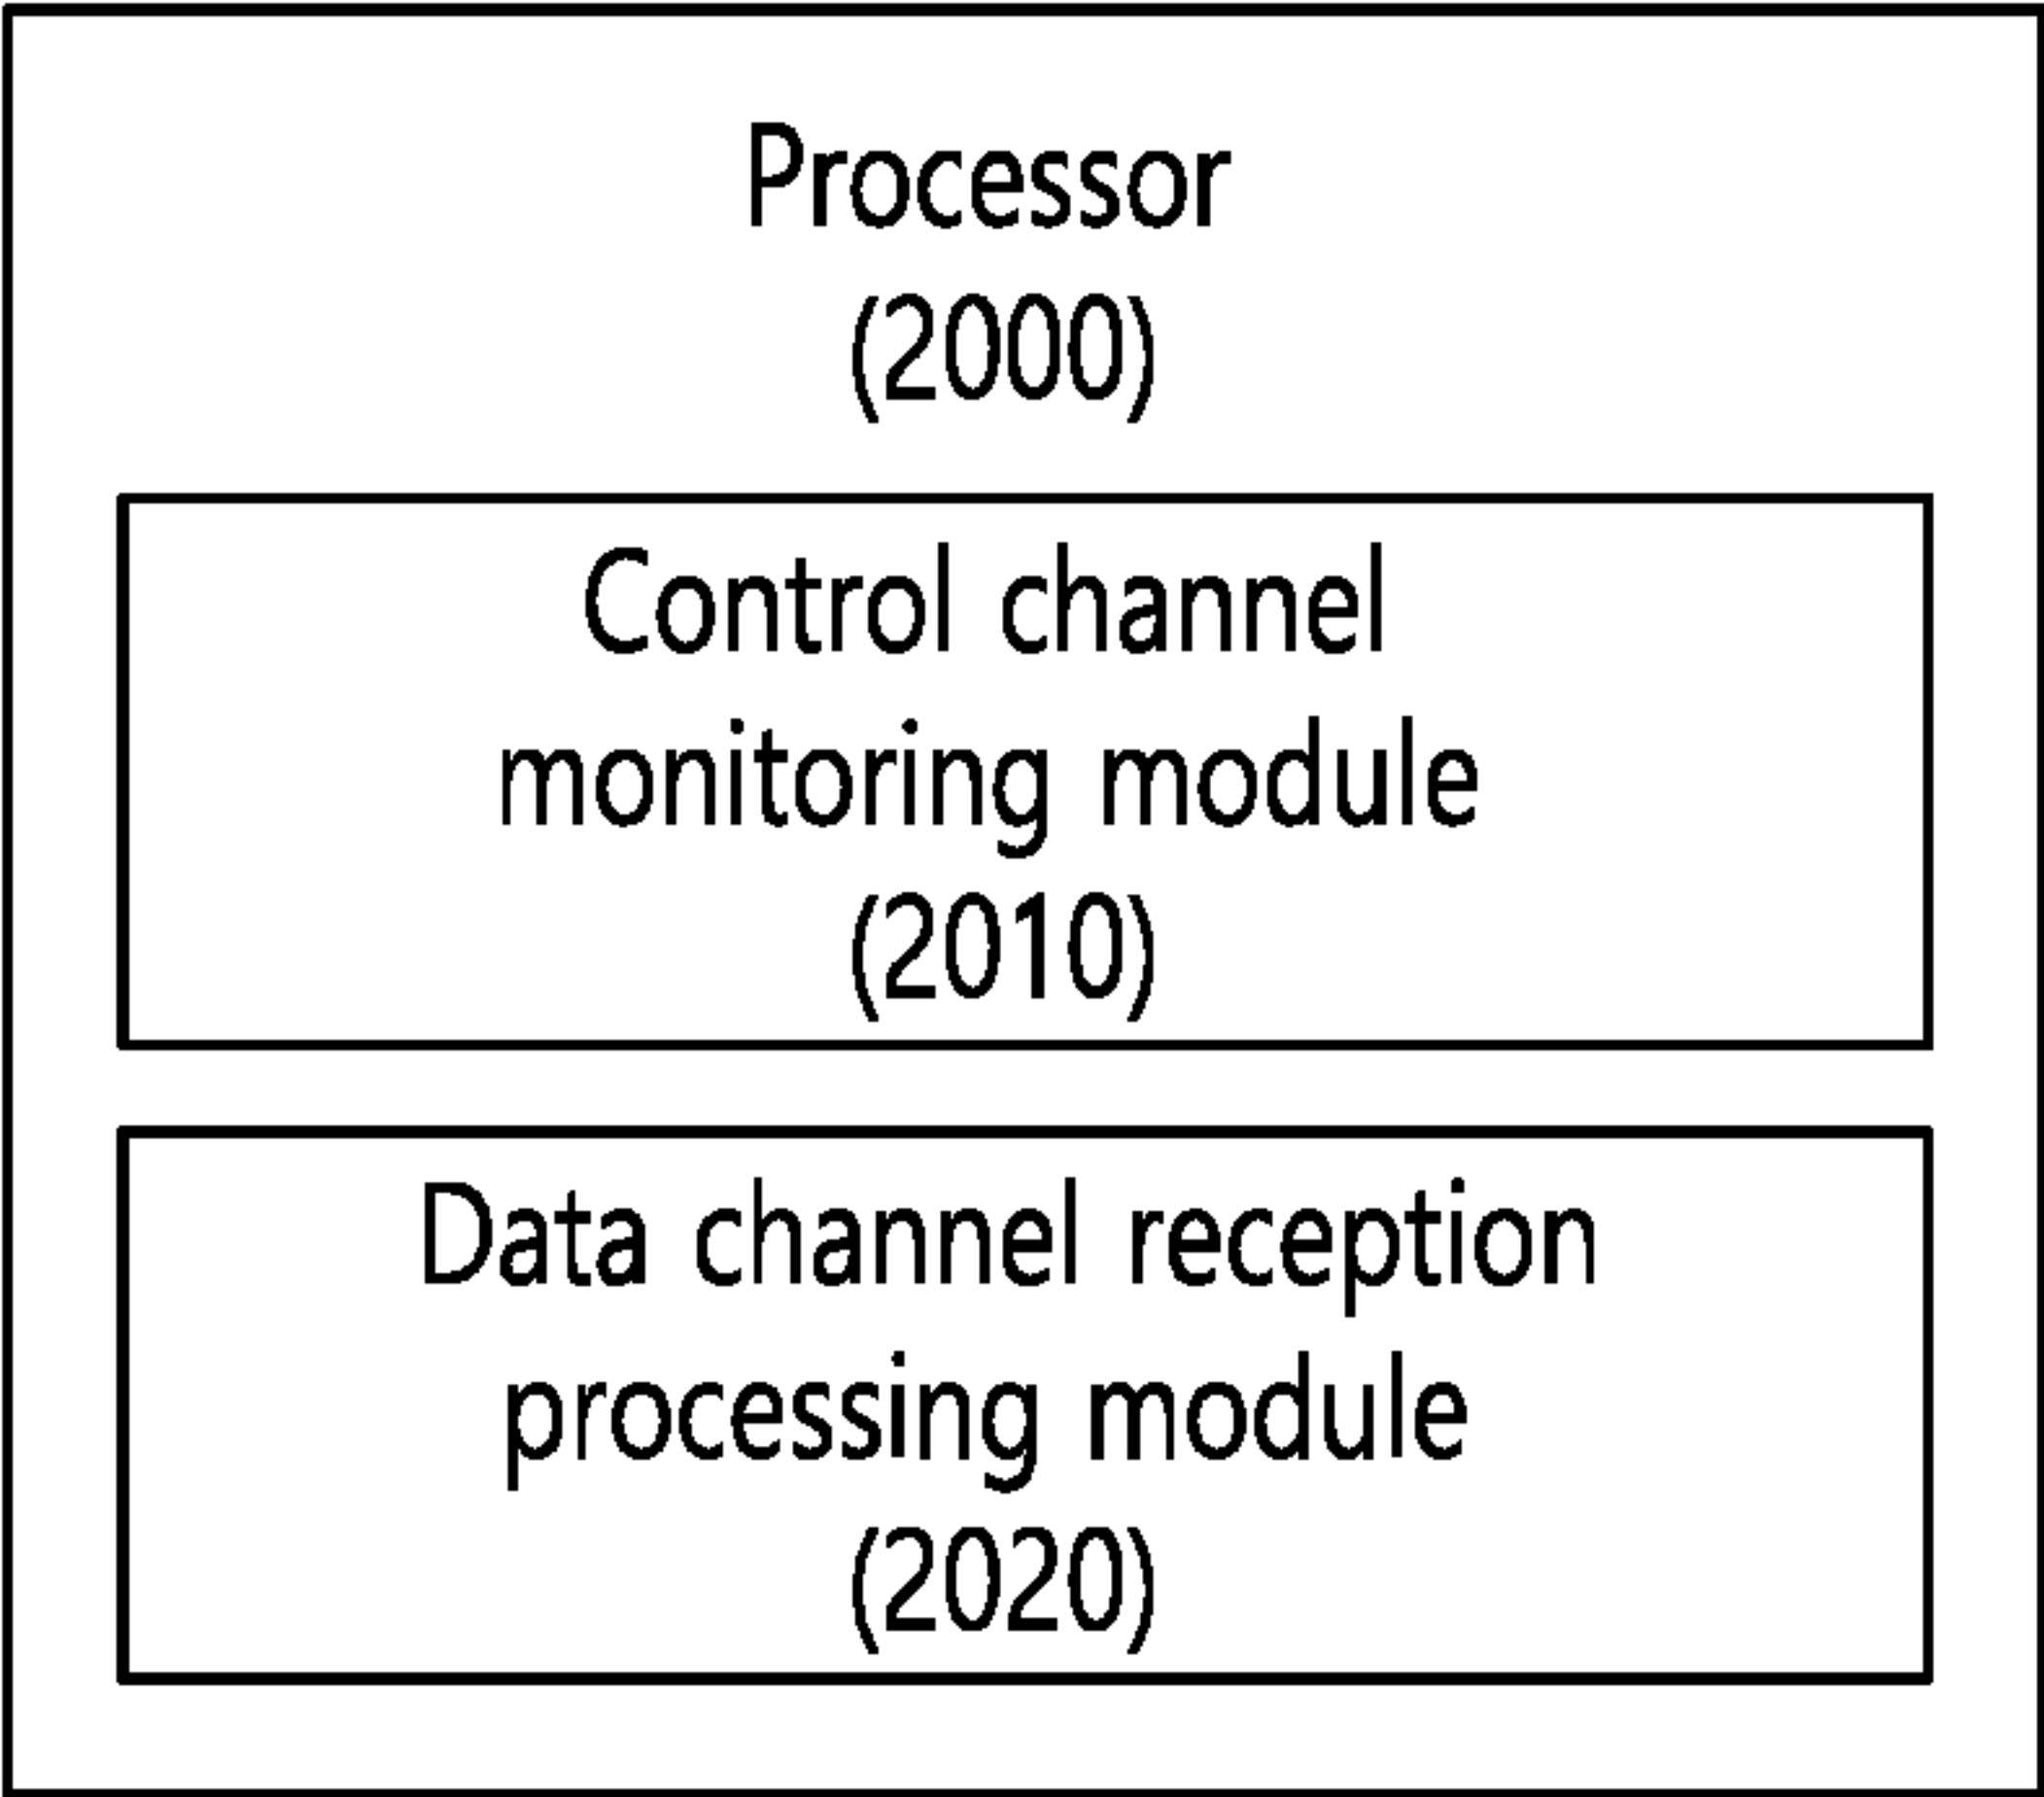 Processor
(2000)
Control channel
monitoring module
(2010)
Data channel reception
processing module
(2020)